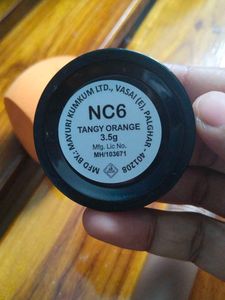 MFD BY.: MAYURI KUMKUM LTD., VASAI (E), PALGHAR - 401208
NC6
TANGY ORANGE
3.5g
Mfg. Lic No.
MH/103671